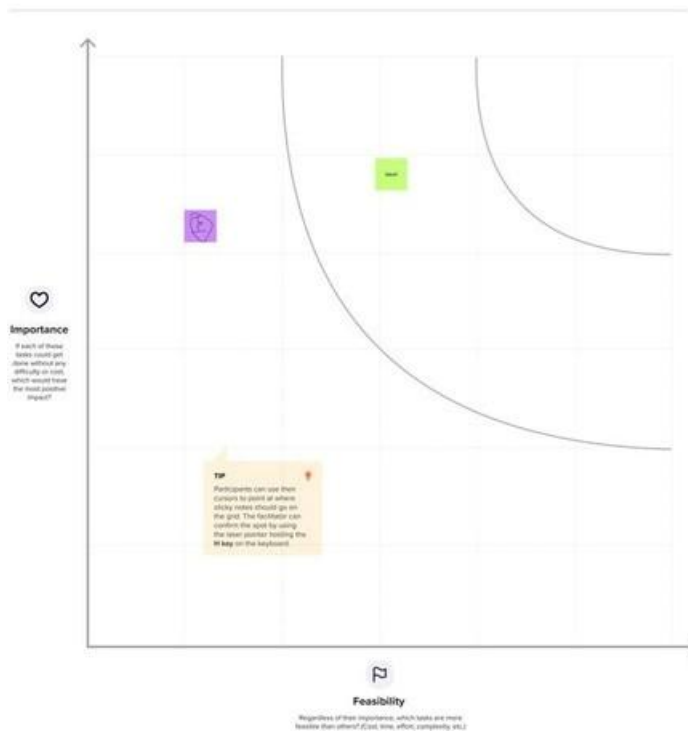 Importance
If each of these
tasks could get
done without any
difficulty or cost,
which would have
the most positive
impact?
TIP
Participants can use their
cursors to point at where
sticky notes should go on
the grid. The facilitator can
confirm the spot by using
the laser pointer holding the
H key on the keyboard.
Feasibility
Regardless of their importance, which tasks are more
feasible than others? (Cost, time, effort, complexity, etc.)